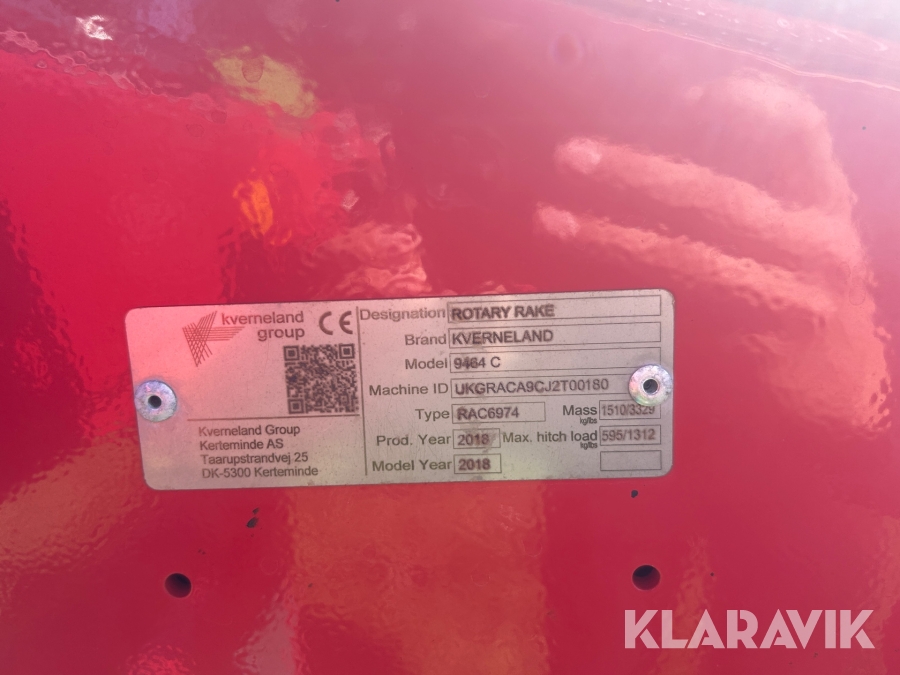 kverneland
group
CE
Kverneland Group
Kerteminde AS
Taarupstrandvej 25
DK-5300 Kerteminde
Designation ROTARY RAKE
Brand KVERNELAND
Model 9464 C
Machine ID UKGRACA9CJ2T00180
Type RAC6974 Mass kg/lbs 1510/3329
Prod. Year 2018 Max. hitch load kg/lbs 595/1312
Model Year 2018
KLARAVIK